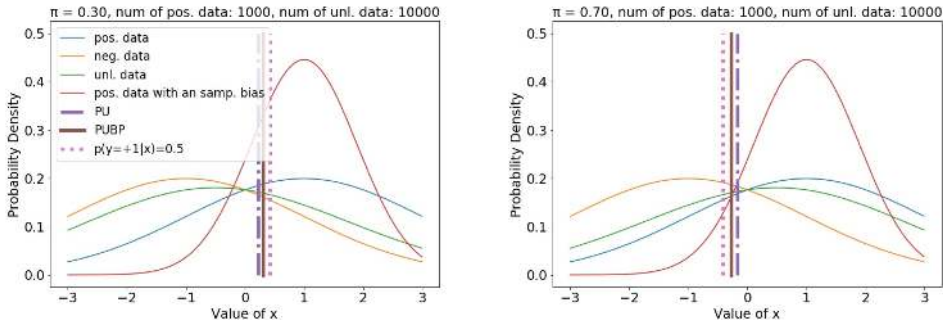 π = 0.30, num of pos. data: 1000, num of unl. data: 10000
0.5
0.4
0.3
0.2
0.1
0.0
Probability Density
pos. data
neg. data
unl. data
pos. data with an samp. bias
PU
PUBP
p(y=+1|x)=0.5
−3
−2
−1
0
1
2
3
Value of x
π = 0.70, num of pos. data: 1000, num of unl. data: 10000
0.5
0.4
0.3
0.2
0.1
0.0
Probability Density
−3
−2
−1
0
1
2
3
Value of x